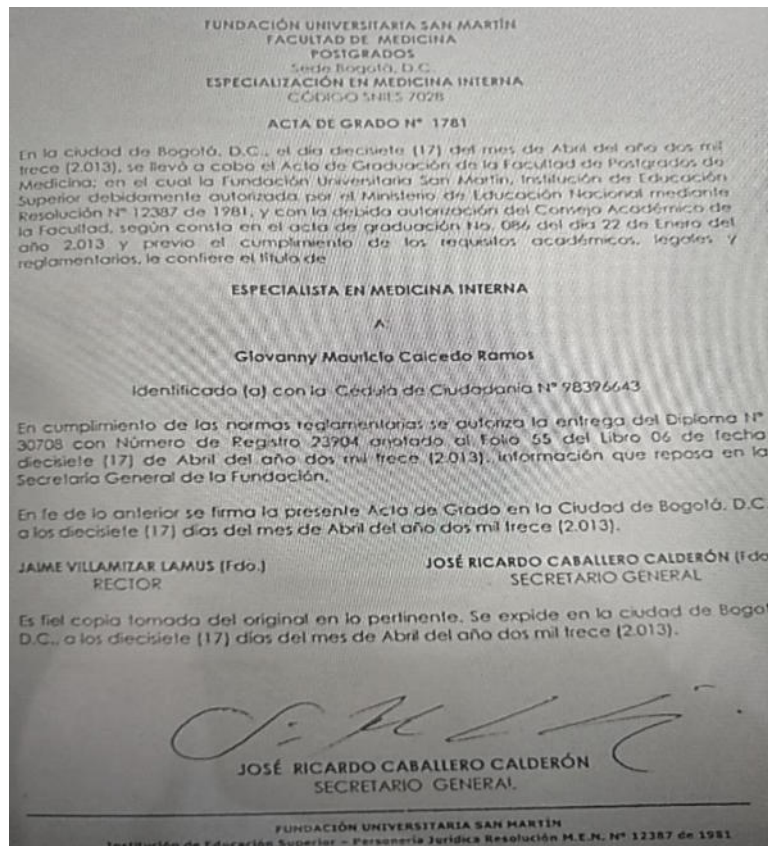 FUNDACIÓN UNIVERSITARIA SAN MARTÍN
FACULTAD DE MEDICINA
POSTGRADOS
Sede Bogotá, D.C.
ESPECIALIZACIÓN EN MEDICINA INTERNA
CÓDIGO SNIES 7028
ACTA DE GRADO N° 1781
En la ciudad de Bogotá, D.C., el día diecisiete (17) del mes de Abril del año dos mil
trece (2.013), se llevó a cabo el Acto de Graduación de la Facultad de Postgrados de
Medicina; en el cual la Fundación Universitaria San Martín, Institución de Educación
Superior debidamente autorizada por el Ministerio de Educación Nacional mediante
Resolución N° 12387 de 1981, y con la debida autorización del Consejo Académico de
la Facultad, según consta en el acta de graduación No. 086 del día 22 de Enero del
año 2.013 y previo el cumplimiento de los requisitos académicos, legales y
reglamentarios, le confiere el título de
ESPECIALISTA EN MEDICINA INTERNA
A:
Giovanny Mauricio Caicedo Ramos
Identificado (a) con la Cédula de Ciudadanía N° 98396643
En cumplimiento de las normas reglamentarias se autoriza la entrega del Diploma N°
30708 con Número de Registro 23904 anotado al Folio 55 del Libro 06 de fecha
diecisiete (17) de Abril del año dos mil trece (2.013), información que reposa en la
Secretaría General de la Fundación.
En fe de lo anterior se firma la presente Acta de Grado en la Ciudad de Bogotá, D.C
a los diecisiete (17) días del mes de Abril del año dos mil trece (2.013).
JAIME VILLAMIZAR LAMUS (Fdo.) JOSÉ RICARDO CABALLERO CALDERÓN (Fdo
RECTOR SECRETARIO GENERAL
Es fiel copia tomada del original en lo pertinente. Se expide en la ciudad de Bogot
D.C., a los diecisiete (17) días del mes de Abril del año dos mil trece (2.013).
JOSÉ RICARDO CABALLERO CALDERÓN
SECRETARIO GENERAL
FUNDACIÓN UNIVERSITARIA SAN MARTÍN
Institución de Educación Superior – Personería Jurídica Resolución M.E.N. N° 12387 de 1981